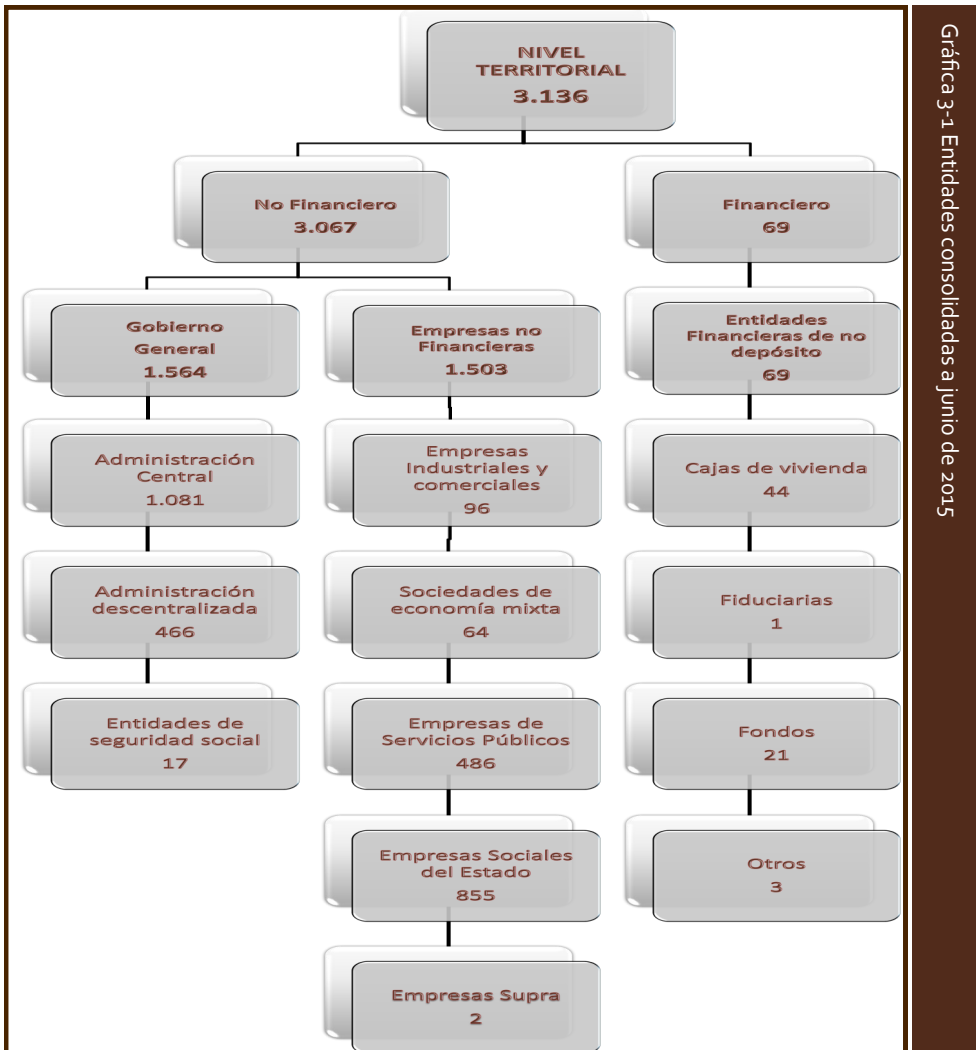 NIVEL
TERRITORIAL
3.136
No Financiero
3.067
Financiero
69
Gobierno
General
1.564
Empresas no
Financieras
1.503
Entidades
Financieras de no
depósito
69
Administración
Central
1.081
Empresas
Industriales y
comerciales
96
Cajas de vivienda
44
Administración
descentralizada
466
Sociedades de
economía mixta
64
Fiduciarias
1
Entidades de
seguridad social
17
Empresas de
Servicios Públicos
486
Fondos
21
Empresas Sociales
del Estado
855
Otros
3
Empresas Supra
2
Gráfica 3-1 Entidades consolidadas a junio de 2015